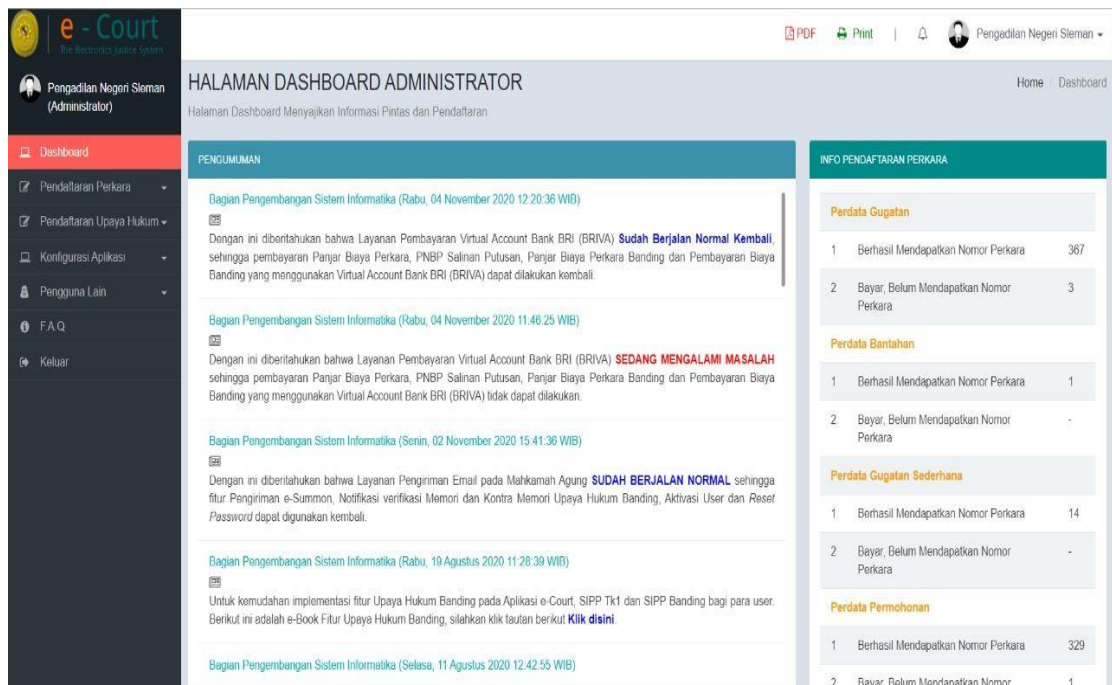 e - Court
The Electronics Justice System
PDF Print | Pengadilan Negeri Sleman
Pengadilan Negeri Sleman
(Administrator)
Dashboard
Pendaftaran Perkara
Pendaftaran Upaya Hukum
Konfigurasi Aplikasi
Pengguna Lain
F.A.Q
Keluar
HALAMAN DASHBOARD ADMINISTRATOR
Halaman Dashboard Menyajikan Informasi Pintas dan Pendaftaran
Home / Dashboard
PENGUMUMAN
Bagian Pengembangan Sistem Informatika (Rabu, 04 November 2020 12:20:36 WIB)
Dengan ini diberitahukan bahwa Layanan Pembayaran Virtual Account Bank BRI (BRIVA) Sudah Berjalan Normal Kembali,
sehingga pembayaran Panjar Biaya Perkara, PNBP Salinan Putusan, Panjar Biaya Perkara Banding dan Pembayaran Biaya
Banding yang menggunakan Virtual Account Bank BRI (BRIVA) dapat dilakukan kembali.
Bagian Pengembangan Sistem Informatika (Rabu, 04 November 2020 11:46:25 WIB)
Dengan ini diberitahukan bahwa Layanan Pembayaran Virtual Account Bank BRI (BRIVA) SEDANG MENGALAMI MASALAH
sehingga pembayaran Panjar Biaya Perkara, PNBP Salinan Putusan, Panjar Biaya Perkara Banding dan Pembayaran Biaya
Banding yang menggunakan Virtual Account Bank BRI (BRIVA) tidak dapat dilakukan.
Bagian Pengembangan Sistem Informatika (Senin, 02 November 2020 15:41:36 WIB)
Dengan ini diberitahukan bahwa Layanan Pengiriman Email pada Mahkamah Agung SUDAH BERJALAN NORMAL sehingga
fitur Pengiriman e-Summon, Notifikasi verifikasi Memori dan Kontra Memori Upaya Hukum Banding, Aktivasi User dan Reset
Password dapat digunakan kembali.
Bagian Pengembangan Sistem Informatika (Rabu, 19 Agustus 2020 11:28:39 WIB)
Untuk kemudahan implementasi fitur Upaya Hukum Banding pada Aplikasi e-Court, SIPP Tk1 dan SIPP Banding bagi para user.
Berikut ini adalah e-Book Fitur Upaya Hukum Banding, silahkan klik tautan berikut Klik disini.
Bagian Pengembangan Sistem Informatika (Selasa, 11 Agustus 2020 12.42.55 WIB)
INFO PENDAFTARAN PERKARA
Perdata Gugatan
1 Berhasil Mendapatkan Nomor Perkara 367
2 Bayar, Belum Mendapatkan Nomor 3
Perkara
Perdata Bantahan
1 Berhasil Mendapatkan Nomor Perkara 1
2 Bayar, Belum Mendapatkan Nomor -
Perkara
Perdata Gugatan Sederhana
1 Berhasil Mendapatkan Nomor Perkara 14
2 Bayar, Belum Mendapatkan Nomor -
Perkara
Perdata Permohonan
1 Berhasil Mendapatkan Nomor Perkara 329
2 Bayar, Belum Mendapatkan Nomor 1